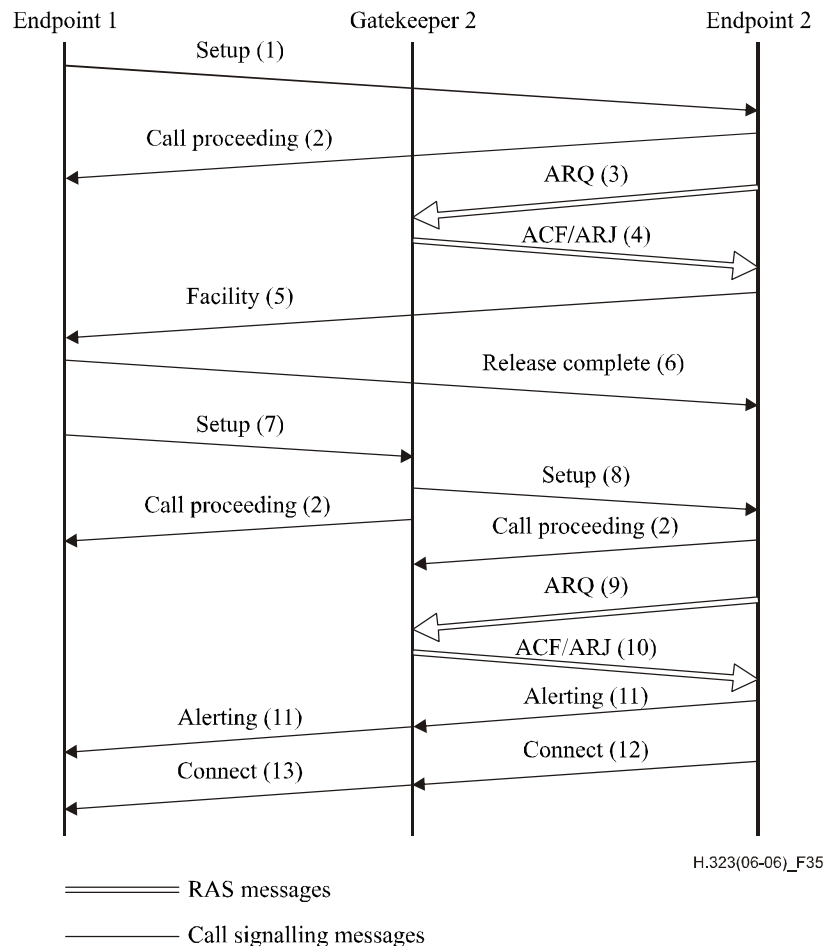 Endpoint 1 Gatekeeper 2 Endpoint 2
Setup (1)
Call proceeding (2)
ARQ (3)
ACF/ARJ (4)
Facility (5)
Release complete (6)
Setup (7)
Setup (8)
Call proceeding (2)
Call proceeding (2)
ARQ (9)
ACF/ARJ (10)
Alerting (11)
Alerting (11)
Connect (12)
Connect (13)
H.323(06-06)_F35
RAS messages
Call signalling messages